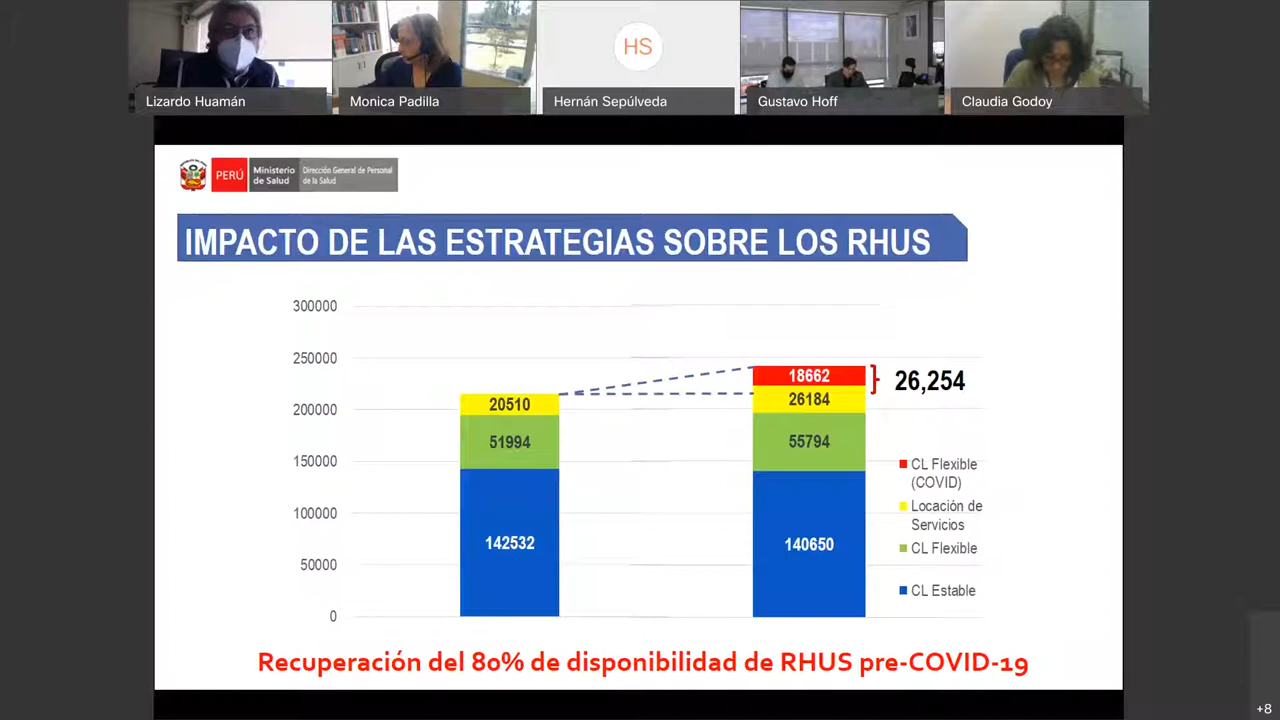 Lizardo Huamán
Monica Padilla
HS
Hernán Sepúlveda
Gustavo Hoff
Claudia Godoy
PERÚ
Ministerio
de Salud
Dirección General de Personal
de la Salud
IMPACTO DE LAS ESTRATEGIAS SOBRE LOS RHUS
300000
250000
200000
150000
100000
50000
0
20510
51994
142532
18662
26184
55794
140650
26,254
CL Flexible
(COVID)
Locación de
Servicios
CL Flexible
CL Estable
Recuperación del 80% de disponibilidad de RHUS pre-COVID-19
+8